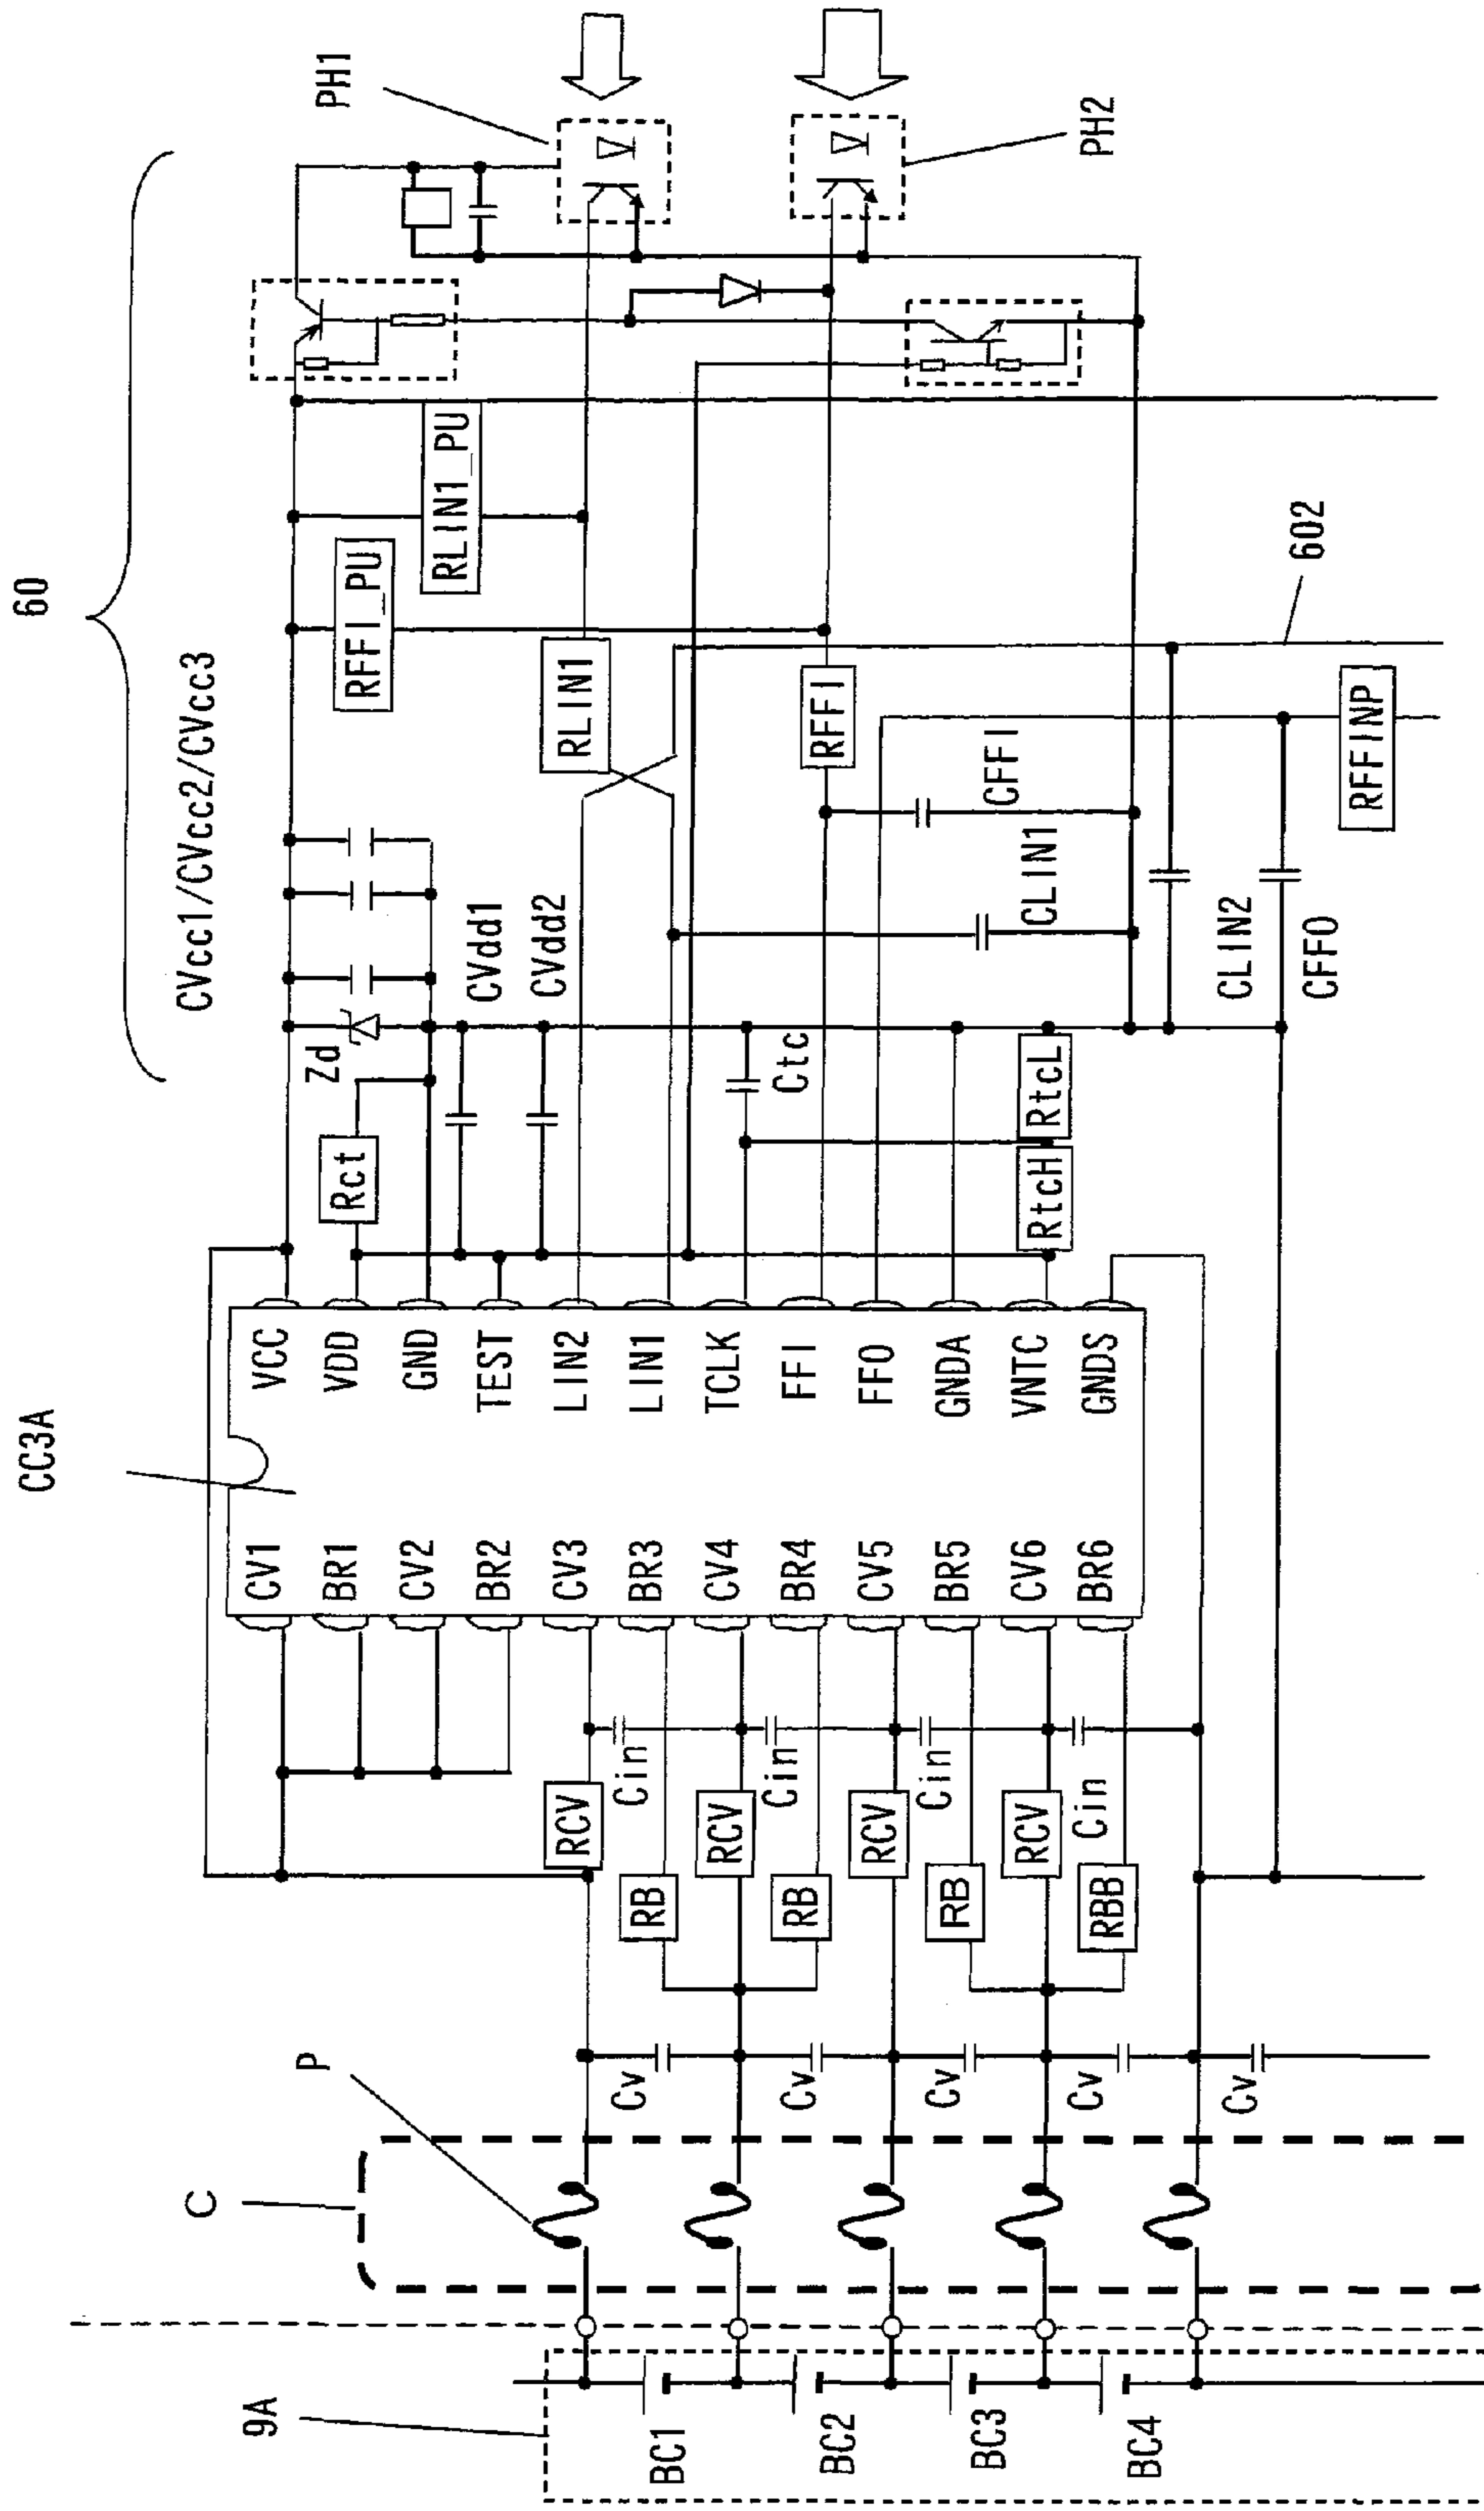 60
CVcc1/CVcc2/CVcc3
PH1
PH2
RFFI_PU
RLIN1_PU
RLIN1
RFFI
602
CFFI
CLIN1
RFFINP
CLIN2
CFFO
CVdd1
CVdd2
Zd
Rct
Ctc
RtcL
RtcH
CC3A
VCC
VDD
GND
TEST
LIN2
LIN1
TCLK
FFI
FFO
GNDA
VNTC
GNDS
CV1
BR1
CV2
BR2
CV3
BR3
CV4
BR4
CV5
BR5
CV6
BR6
Cin
Cin
Cin
Cin
RCV
RCV
RCV
RCV
RB
RB
RB
RBB
P
Cv
Cv
Cv
Cv
Cv
C
9A
BC1
BC2
BC3
BC4